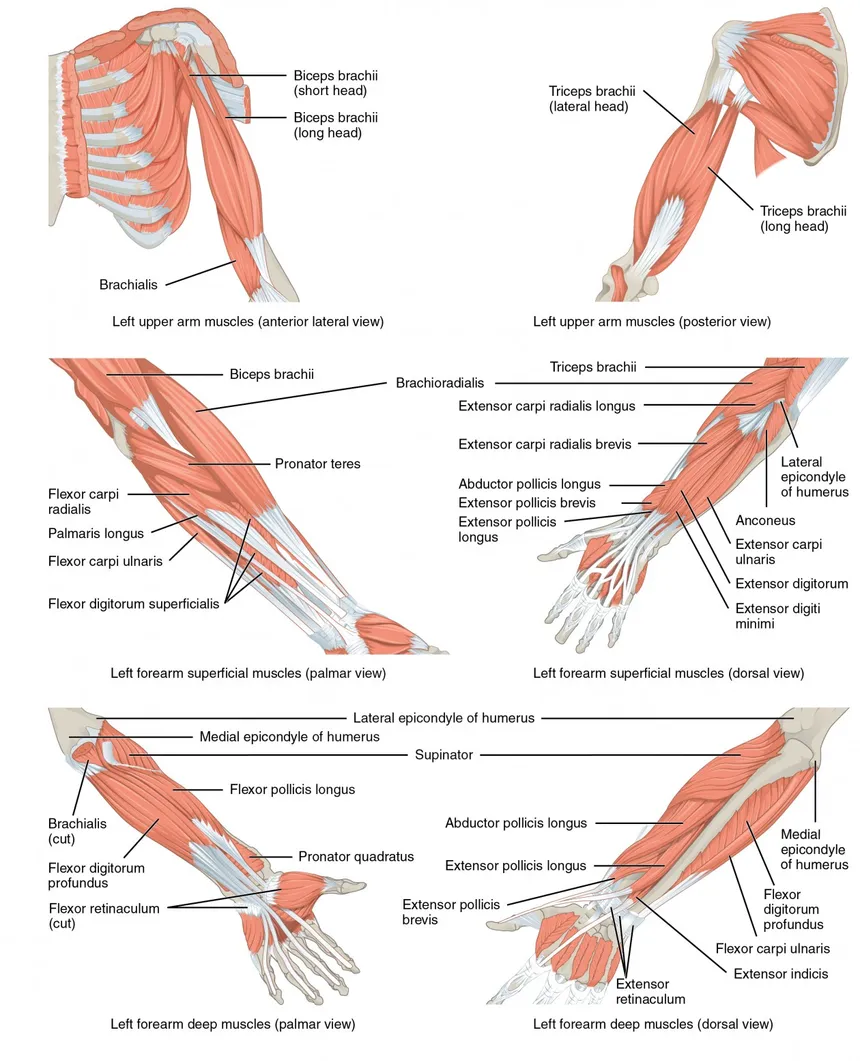 Biceps brachii
(short head)
Biceps brachii
(long head)
Brachialis
Left upper arm muscles (anterior lateral view)
Triceps brachii
(lateral head)
Triceps brachii
(long head)
Left upper arm muscles (posterior view)
Biceps brachii
Brachioradialis
Pronator teres
Flexor carpi
radialis
Palmaris longus
Flexor carpi ulnaris
Flexor digitorum superficialis
Left forearm superficial muscles (palmar view)
Triceps brachii
Extensor carpi radialis longus
Extensor carpi radialis brevis
Abductor pollicis longus
Extensor pollicis brevis
Extensor pollicis
longus
Lateral
epicondyle
of humerus
Anconeus
Extensor carpi
ulnaris
Extensor digitorum
Extensor digiti
minimi
Left forearm superficial muscles (dorsal view)
Lateral epicondyle of humerus
Medial epicondyle of humerus
Supinator
Flexor pollicis longus
Brachialis
(cut)
Flexor digitorum
profundus
Flexor retinaculum
(cut)
Pronator quadratus
Left forearm deep muscles (palmar view)
Abductor pollicis longus
Extensor pollicis longus
Extensor pollicis
brevis
Medial
epicondyle
of humerus
Flexor
digitorum
profundus
Flexor carpi ulnaris
Extensor indicis
Extensor
retinaculum
Left forearm deep muscles (dorsal view)